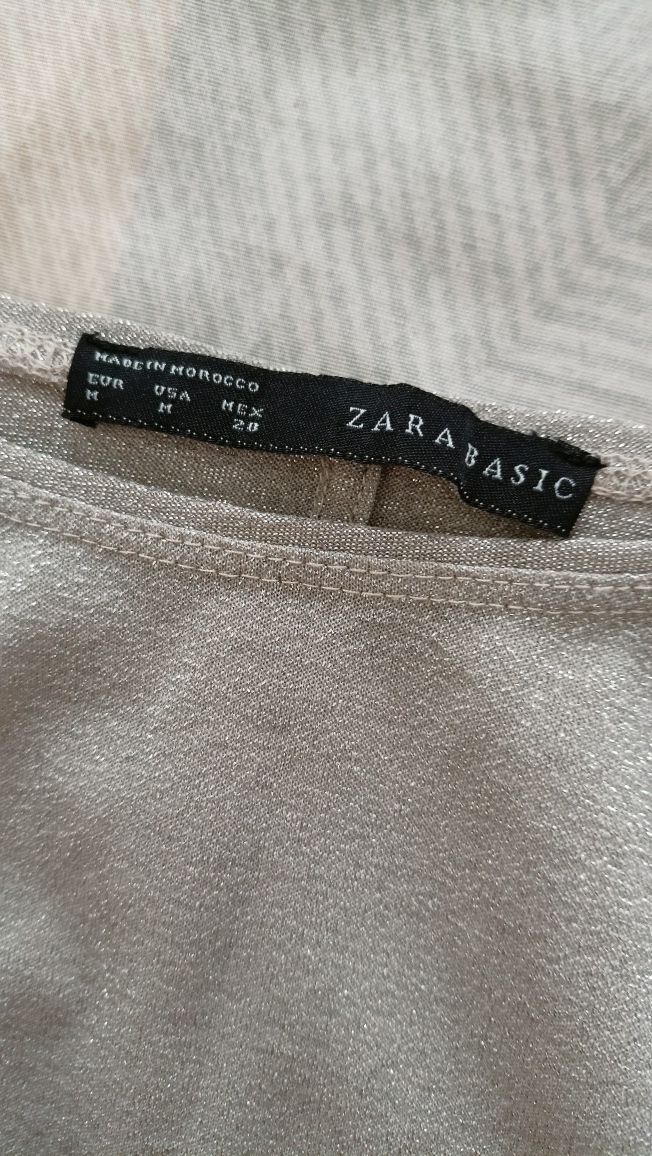 MADE IN MOROCCO
EUR USA MEX
M M 28
ZARA BASIC